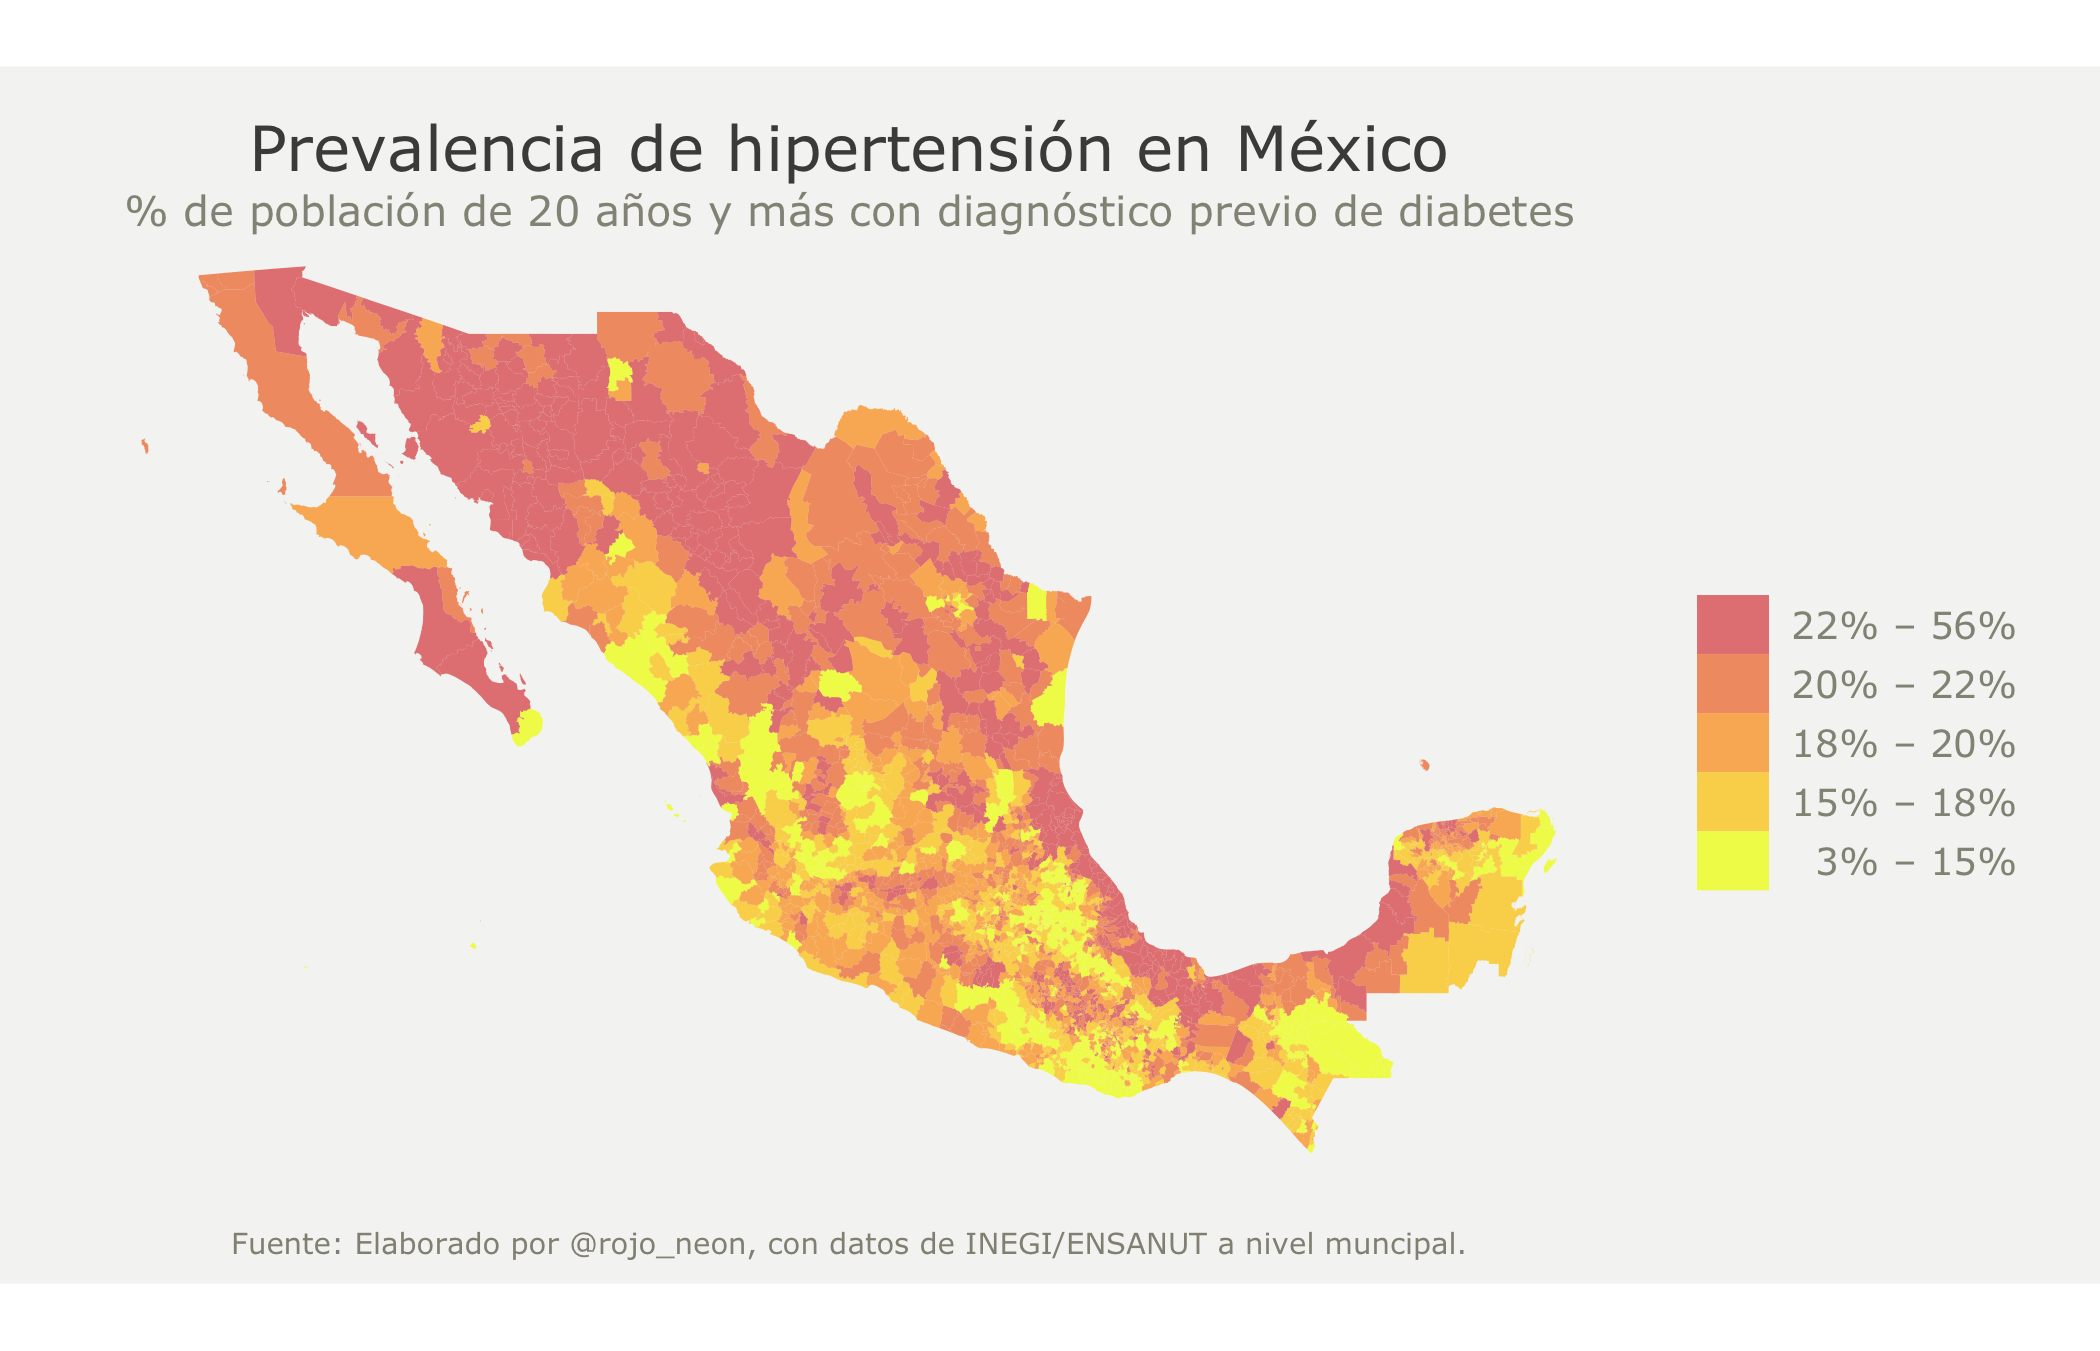 Prevalencia de hipertensión en México
% de población de 20 años y más con diagnóstico previo de diabetes
22% – 56%
20% – 22%
18% – 20%
15% – 18%
3% – 15%
Fuente: Elaborado por @rojo_neon, con datos de INEGI/ENSANUT a nivel muncipal.